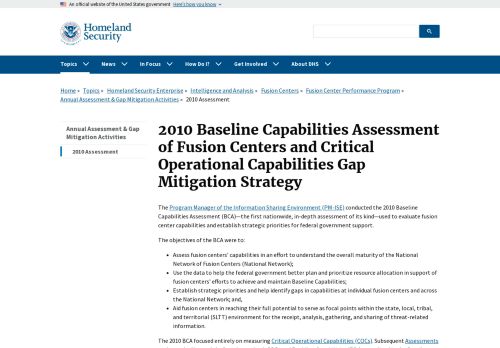 An official website of the United States government Here's how you know
Homeland
Security
Topics News In Focus How Do I? Get Involved About DHS
Home Topics Homeland Security Enterprise Intelligence and Analysis Fusion Centers Fusion Center Performance Program
Annual Assessment & Gap Mitigation Activities 2010 Assessment
Annual Assessment & Gap
Mitigation Activities
2010 Assessment
2010 Baseline Capabilities Assessment
of Fusion Centers and Critical
Operational Capabilities Gap
Mitigation Strategy
The Program Manager of the Information Sharing Environment (PM-ISE) conducted the 2010 Baseline
Capabilities Assessment (BCA)—the first nationwide, in-depth assessment of its kind—used to evaluate fusion
center capabilities and establish strategic priorities for federal government support.
The objectives of the BCA were to:
• Assess fusion centers' capabilities in an effort to understand the overall maturity of the National
Network of Fusion Centers (National Network);
• Use the data to help the federal government better plan and prioritize resource allocation in support of
fusion centers' efforts to achieve and maintain Baseline Capabilities;
• Establish strategic priorities and help identify gaps in capabilities at individual fusion centers and across
the National Network; and,
• Aid fusion centers in reaching their full potential to serve as focal points within the state, local, tribal,
and territorial (SLTT) environment for the receipt, analysis, gathering, and sharing of threat-related
information.
The 2010 BCA focused entirely on measuring Critical Operational Capabilities (COCs). Subsequent Assessments